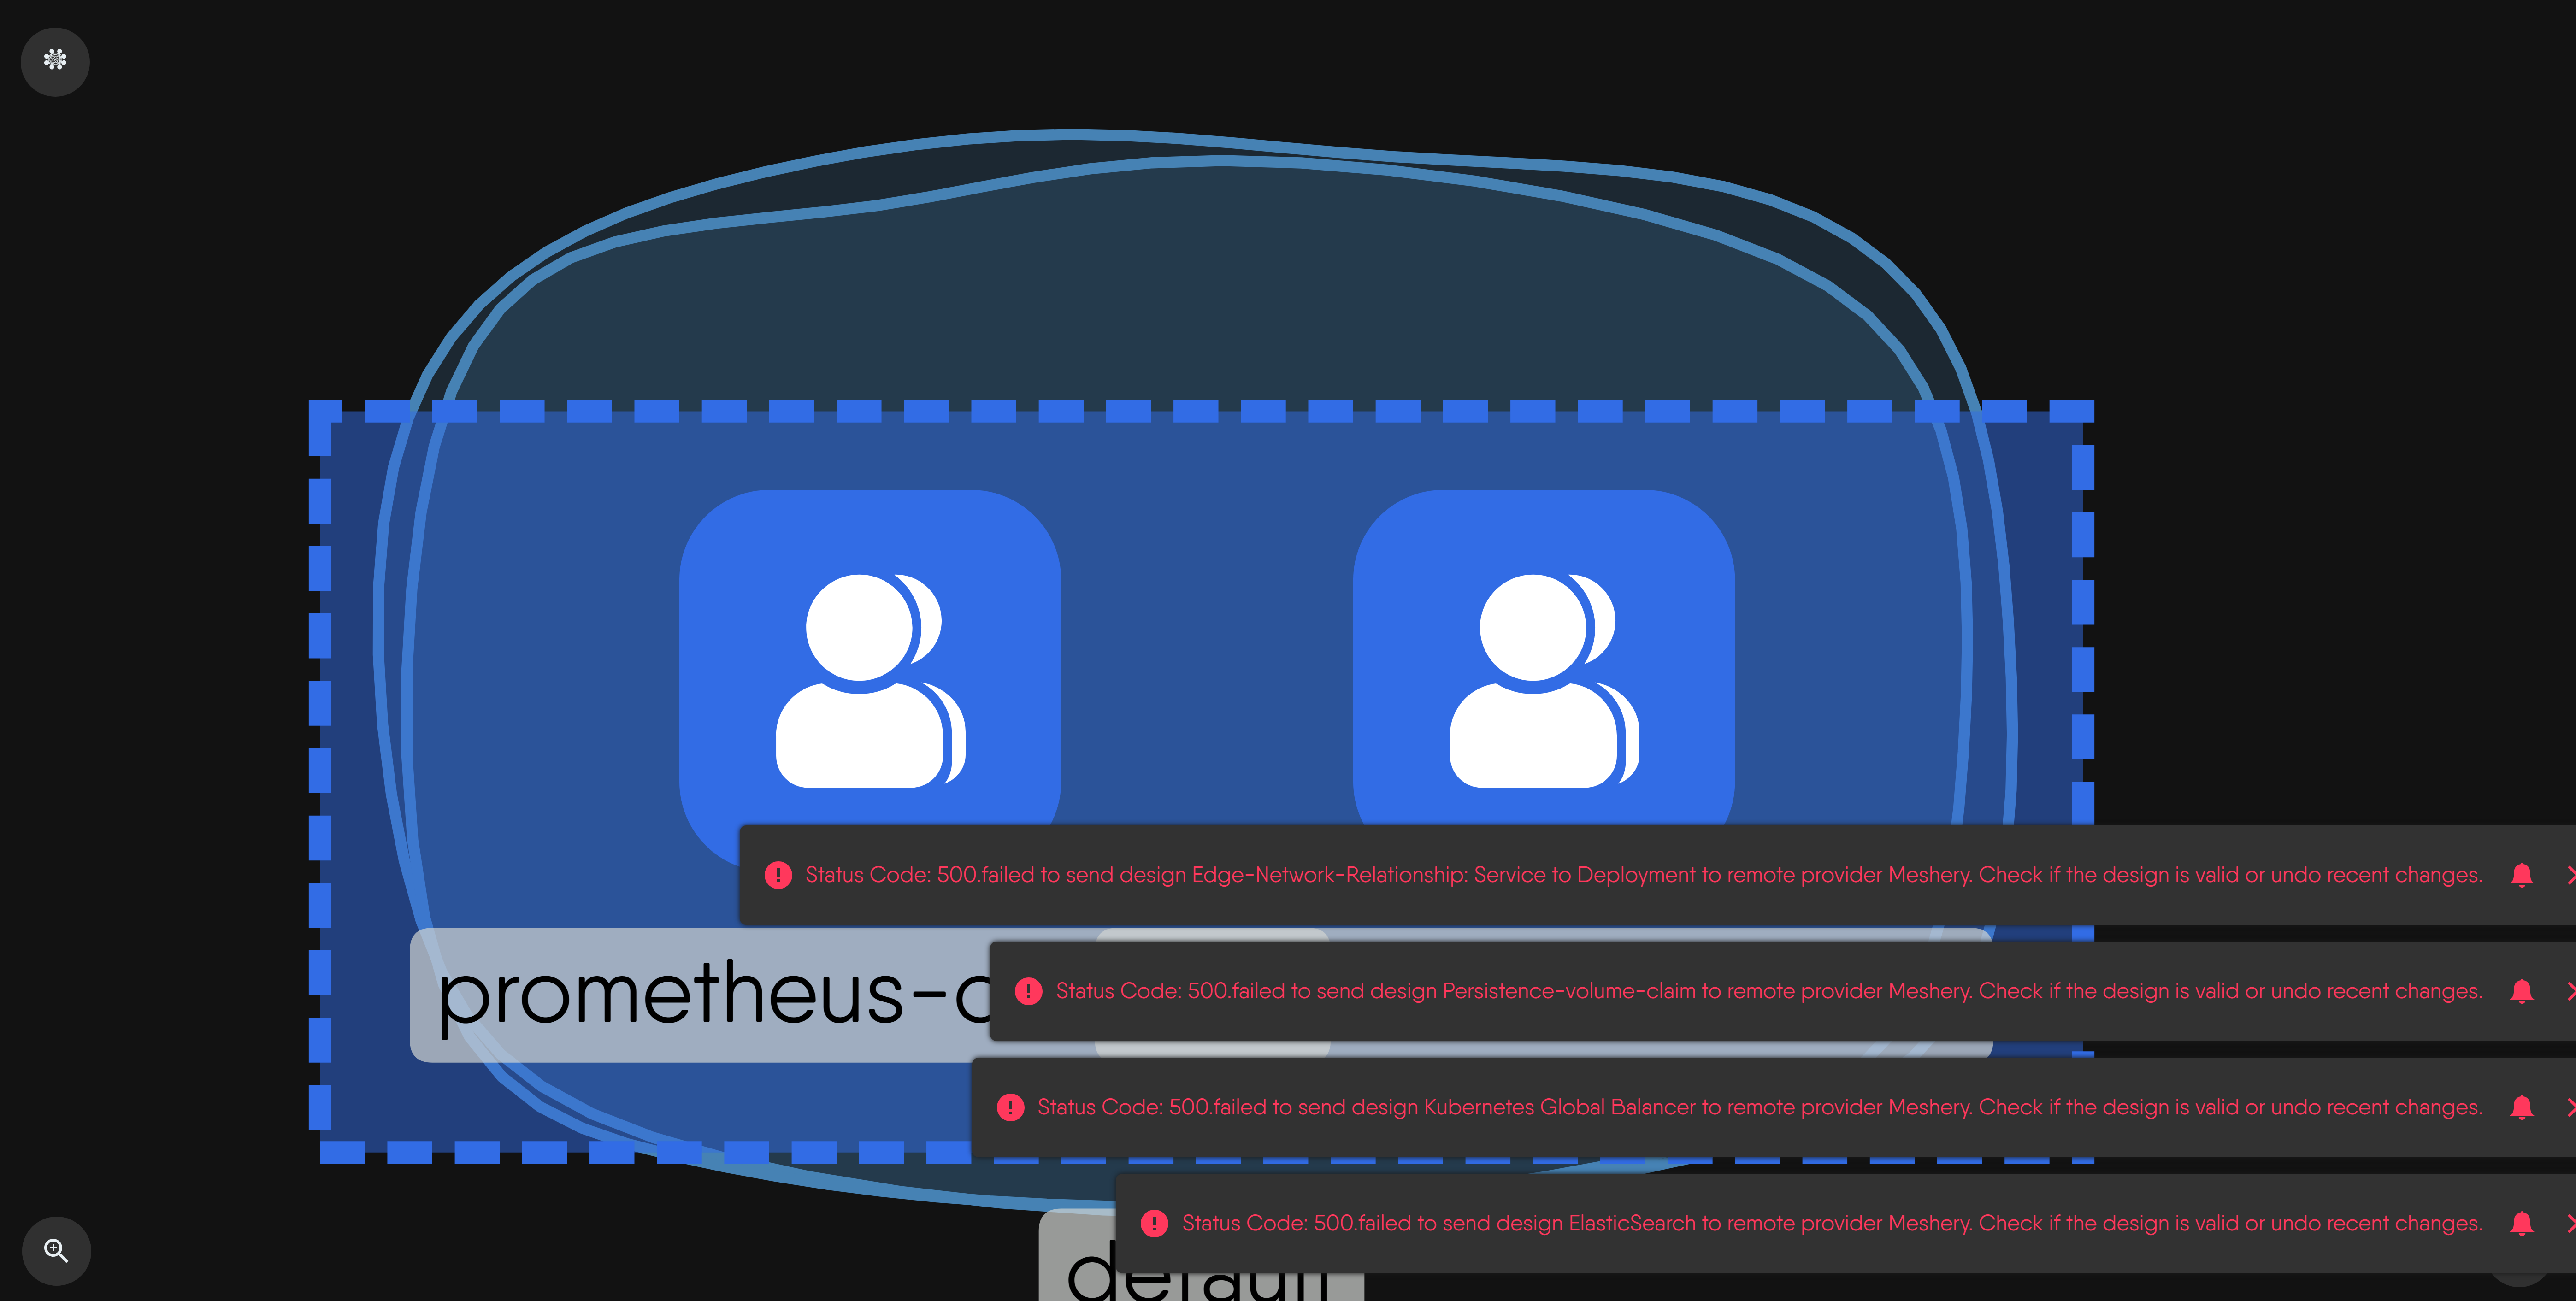 Status Code: 500.failed to send design Edge-Network-Relationship: Service to Deployment to remote provider Meshery. Check if the design is valid or undo recent changes.
prometheus-
Status Code: 500.failed to send design Persistence-volume-claim to remote provider Meshery. Check if the design is valid or undo recent changes.
Status Code: 500.failed to send design Kubernetes Global Balancer to remote provider Meshery. Check if the design is valid or undo recent changes.
Status Code: 500.failed to send design ElasticSearch to remote provider Meshery. Check if the design is valid or undo recent changes.
default